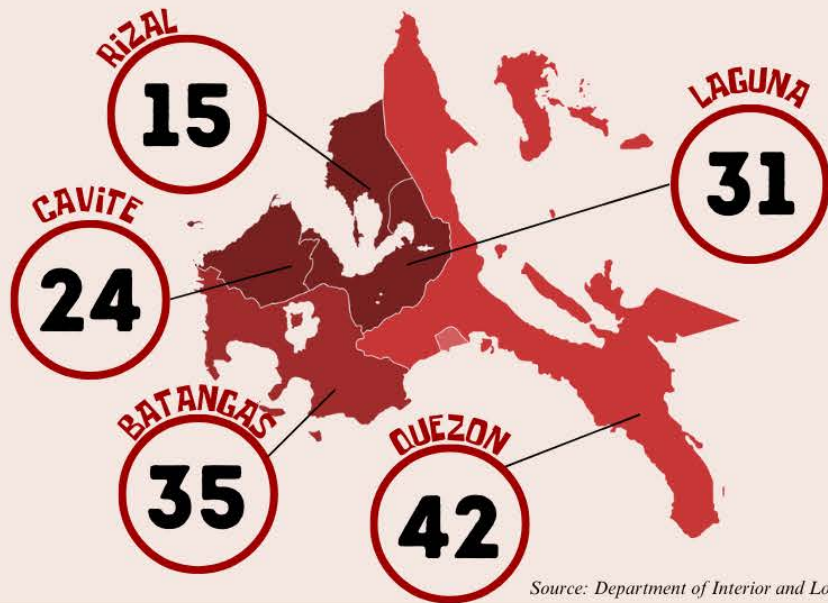 RiZAL
15
LAGUNA
31
CAViTE
24
BATANGAS
35
QUEZON
42
Source: Department of Interior and Lo